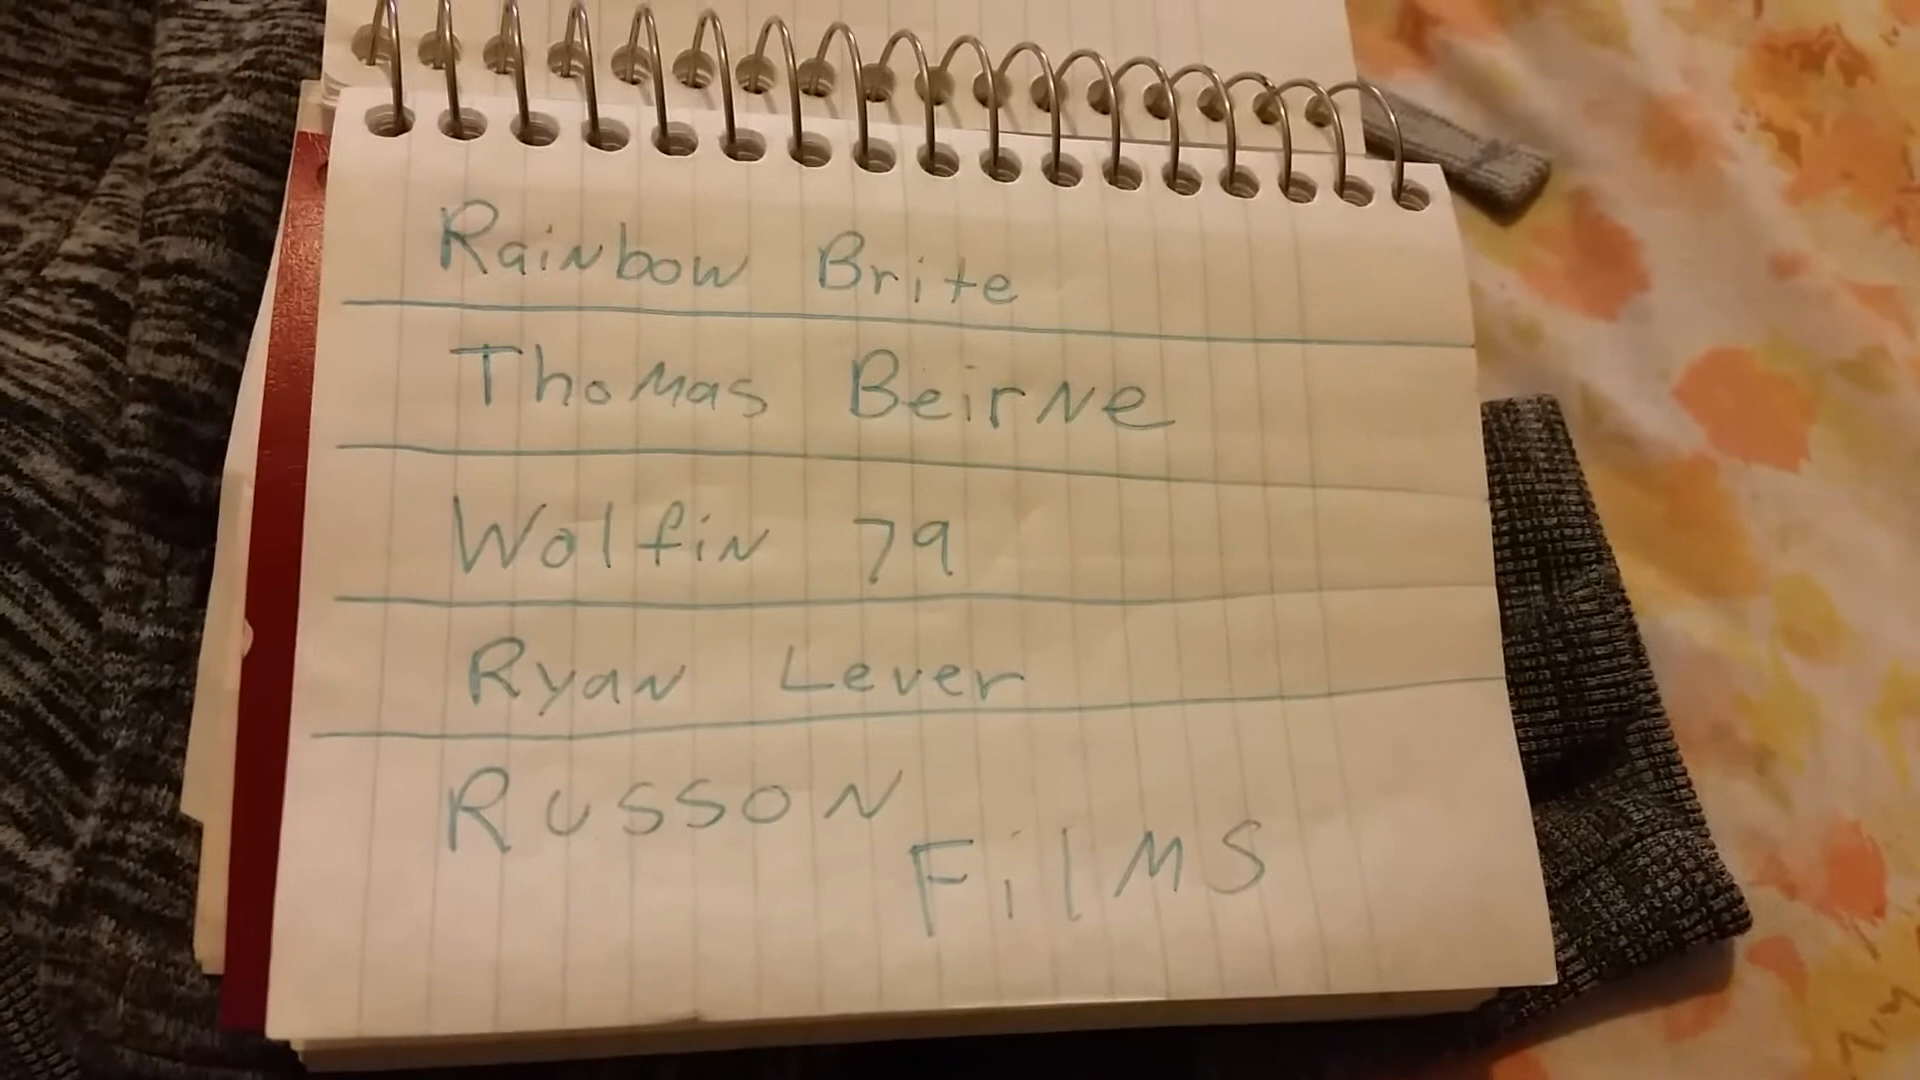 Rainbow Brite
Thomas Beirne
Wolfin 79
Ryan Lever
Russon
Films